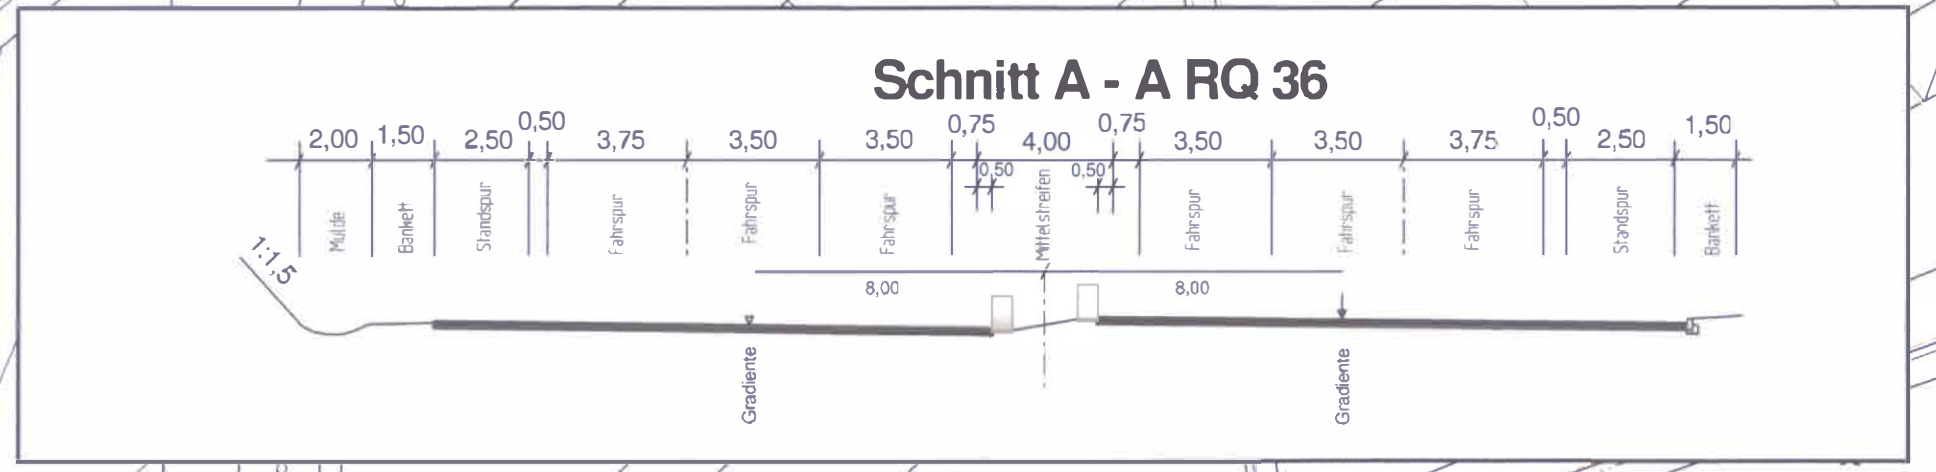 Schnitt A - A RQ 36
2,00 1,50 2,50 0,50 3,75 3,50 3,50 0,75 4,00 0,75 3,50 3,50 3,75 0,50 2,50 1,50
0,50 0,50
Mulde Bankett Standspur Fahrspur Fahrspur Fahrspur Mittelstreifen Fahrspur Fahrspur Fahrspur Standspur Bankett
1:1,5
8,00 8,00
Gradiente Gradiente